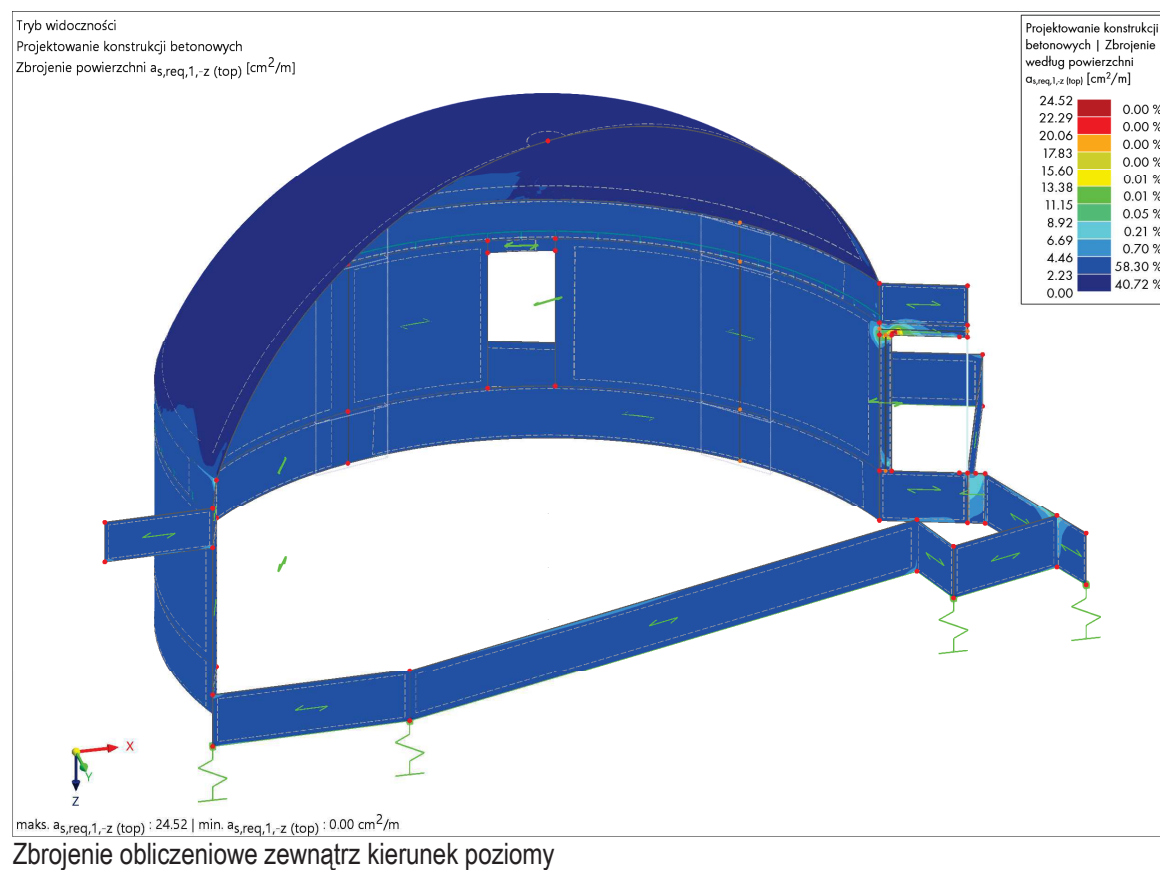 Tryb widoczności
Projektowanie konstrukcji betonowych
Zbrojenie powierzchni as,req,1,-z (top) [cm2/m]
Projektowanie konstrukcji
betonowych | Zbrojenie
według powierzchni
as,req,1,-z (top) [cm2/m]
24.52
0.00 %
22.29
0.00 %
20.06
0.00 %
17.83
0.00 %
15.60
0.01 %
13.38
0.01 %
11.15
0.05 %
8.92
0.21 %
6.69
0.70 %
4.46
58.30 %
2.23
40.72 %
0.00
X
Y
Z
maks. as,req,1,-z (top) : 24.52 | min. as,req,1,-z (top) : 0.00 cm2/m
Zbrojenie obliczeniowe zewnątrz kierunek poziomy